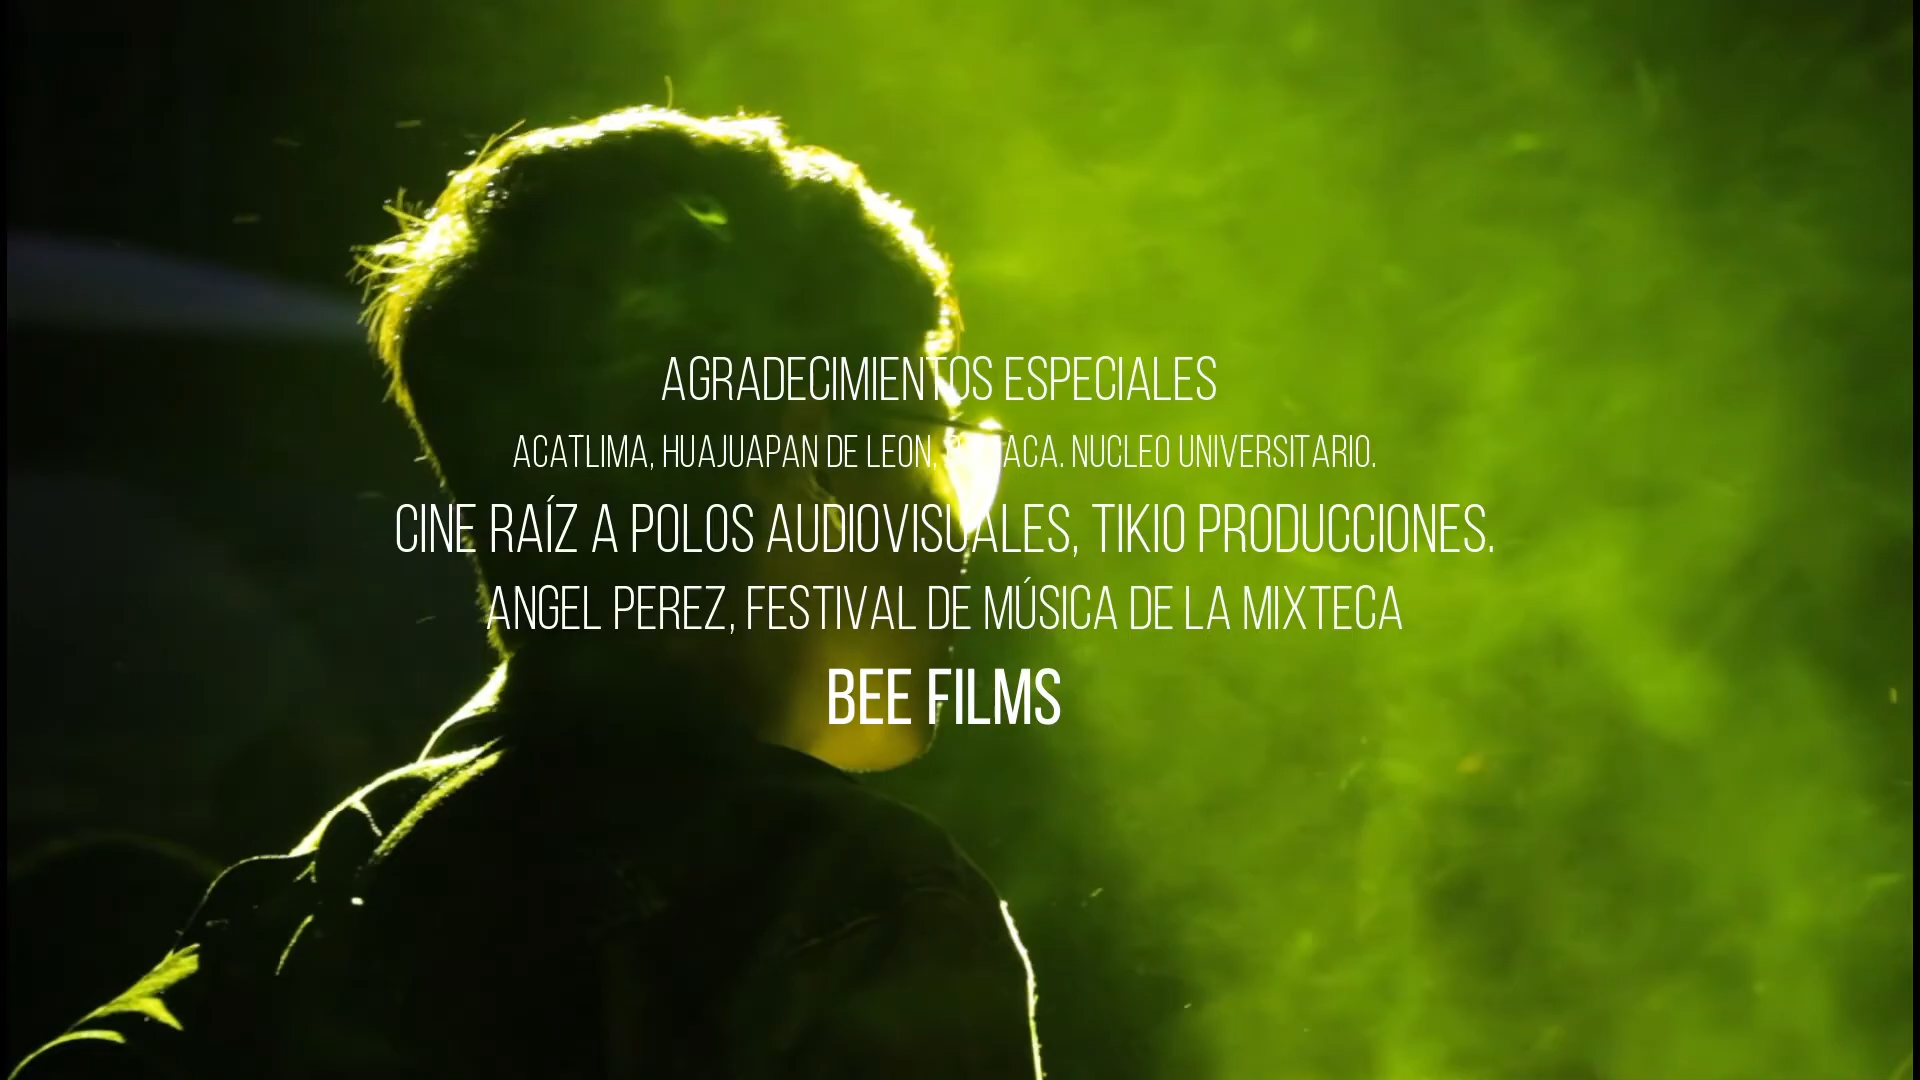 AGRADECIMIENTOS ESPECIALES
ACATLIMA, HUAJUAPAN DE LEON, ACA. NUCLEO UNIVERSITARIO.
CINE RAÍZ A POLOS AUDIOVISUALES, TIKIO PRODUCCIONES.
ANGEL PEREZ, FESTIVAL DE MÚSICA DE LA MIXTECA
BEE FILMS